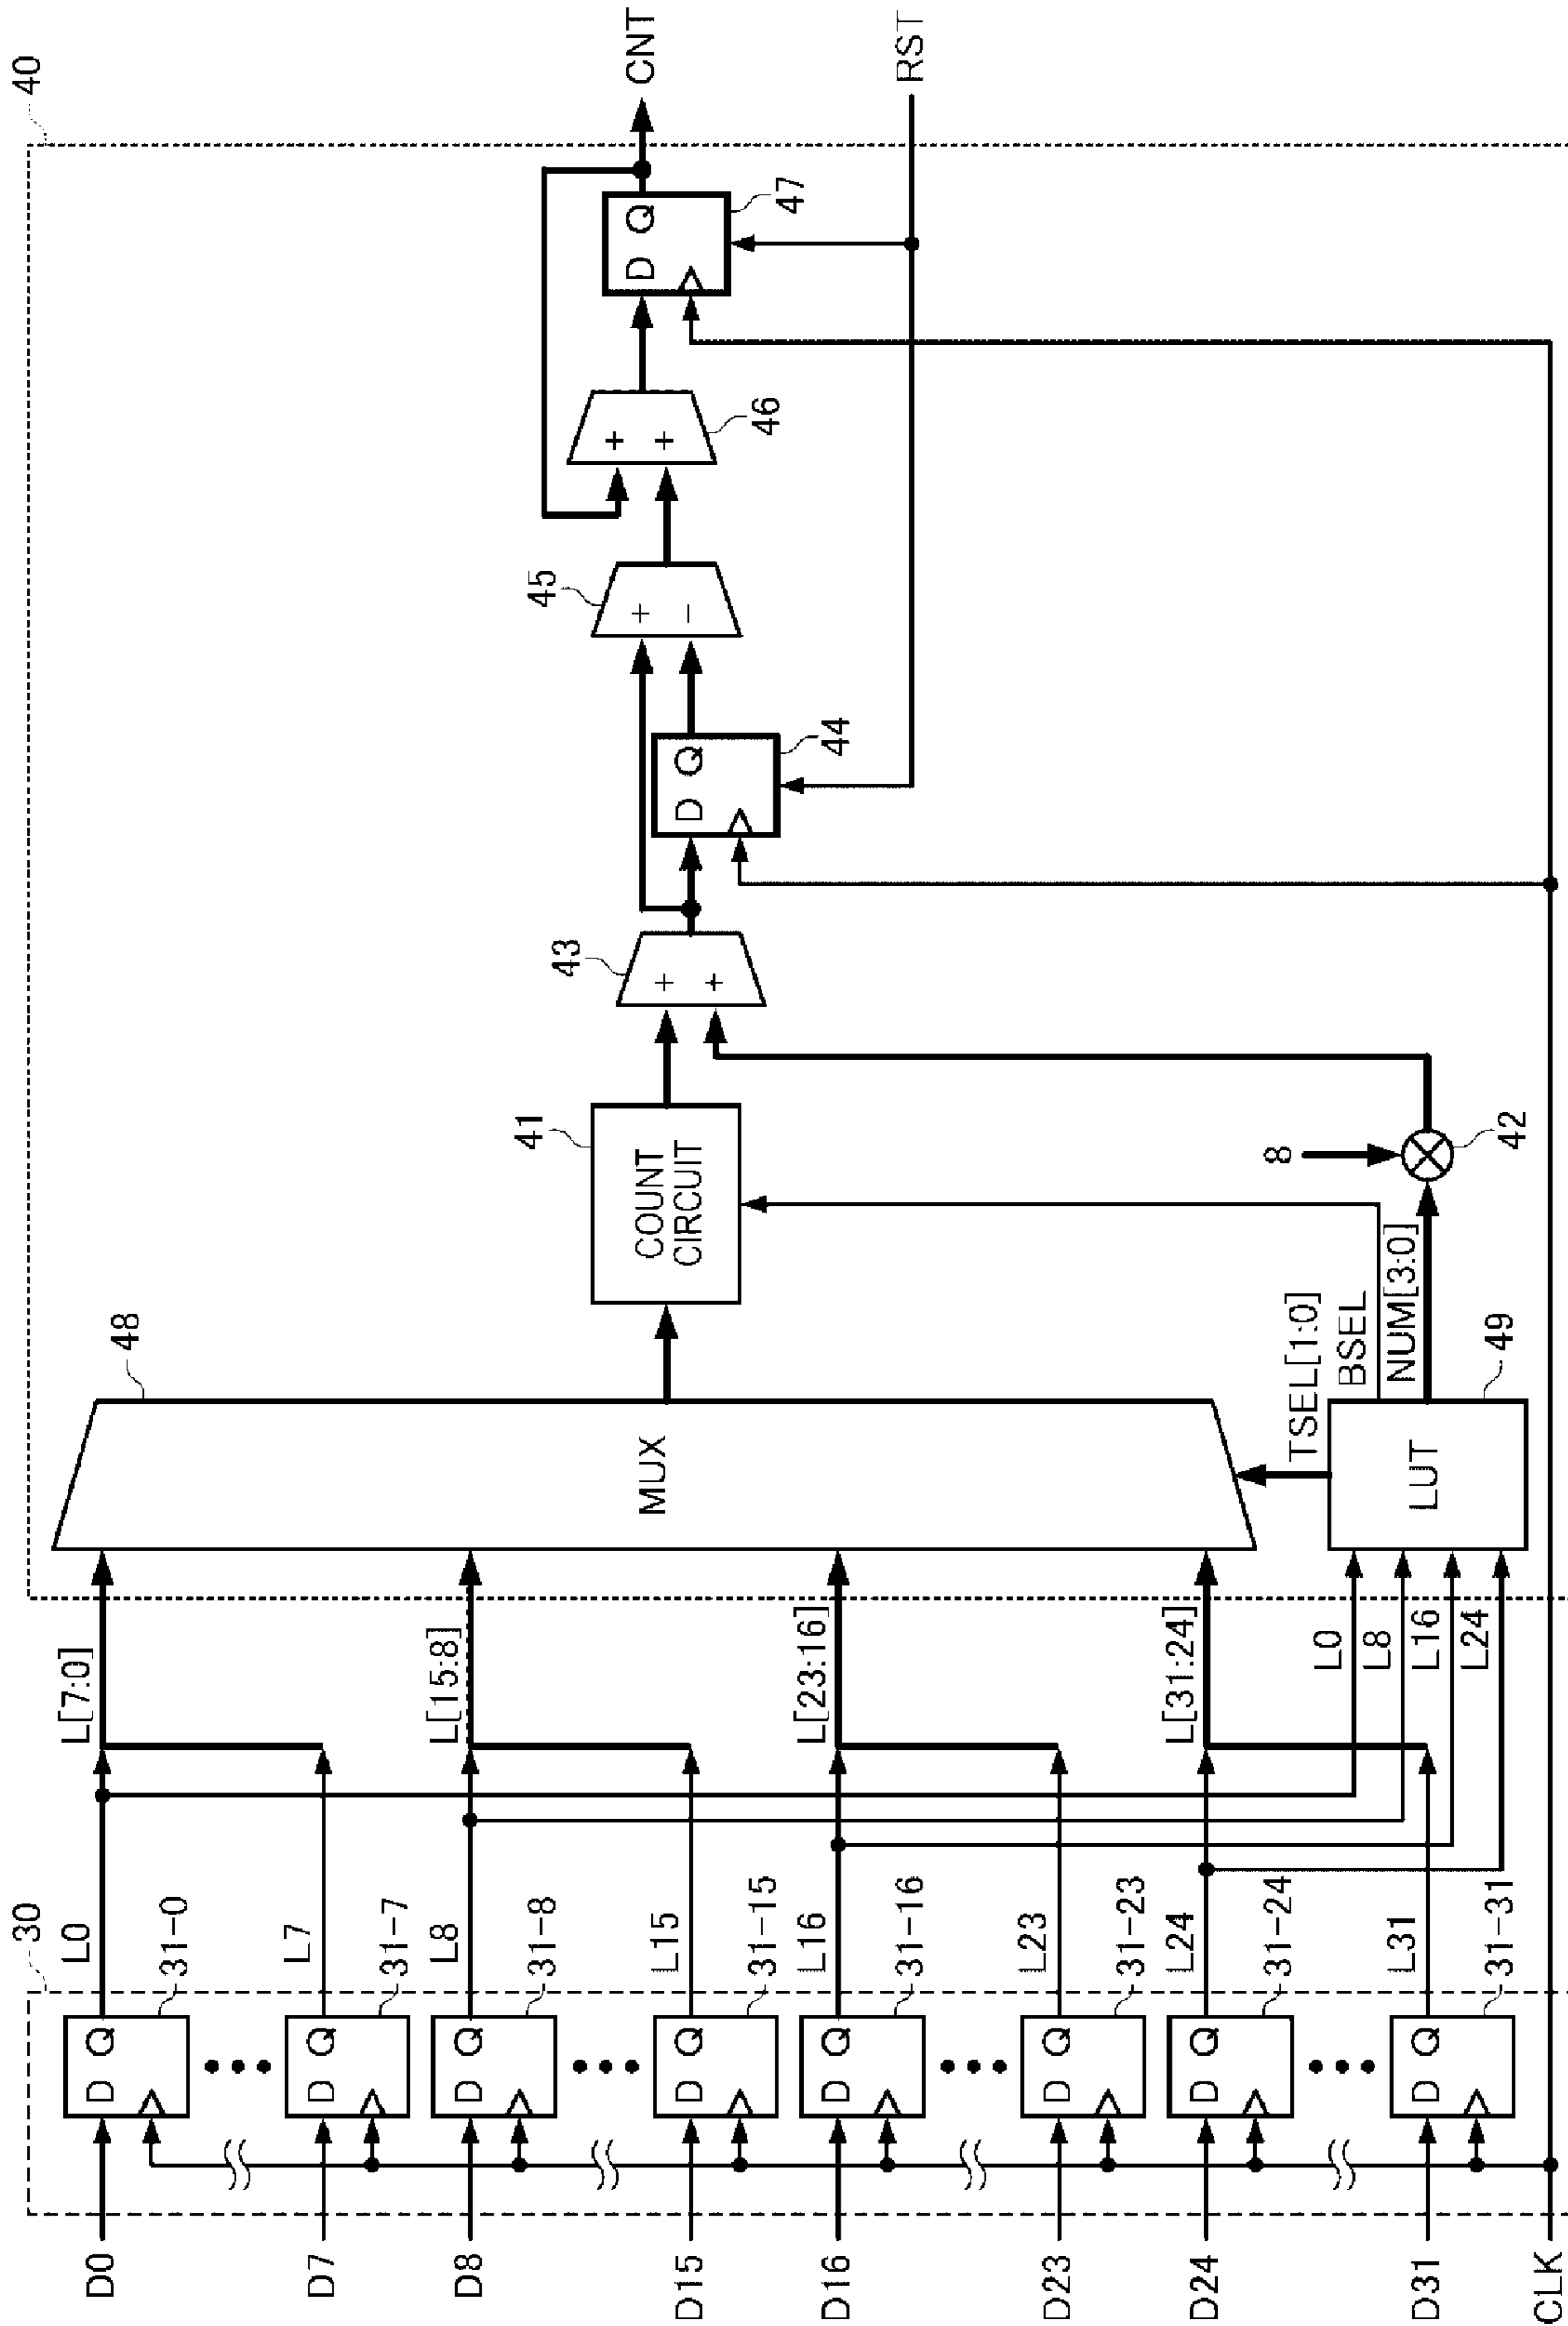 40
CNT
RST
D Q
47
+ +
46
+ −
45
D Q
44
+ +
43
COUNT
CIRCUIT
41
8
42
MUX
48
TSEL[1:0]
BSEL
NUM[3:0]
LUT
49
L[7:0]
L[15:8]
L[23:16]
L[31:24]
L0
L8
L16
L24
30
L0
D Q
31-0
L7
D Q
31-7
L8
D Q
31-8
L15
D Q
31-15
L16
D Q
31-16
L23
D Q
31-23
L24
D Q
31-24
L31
D Q
31-31
D0
D7
D8
D15
D16
D23
D24
D31
CLK